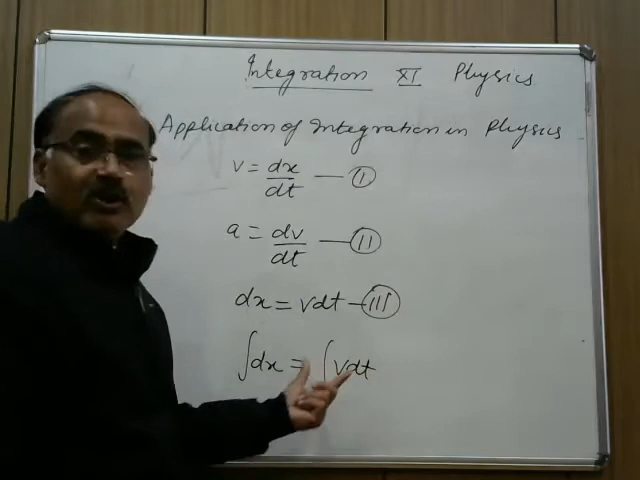 Integration XI Physics
Application of Integration in Physics
v = dx/dt — I
a = dv/dt — II
dx = vdt — III
∫dx = ∫vdt